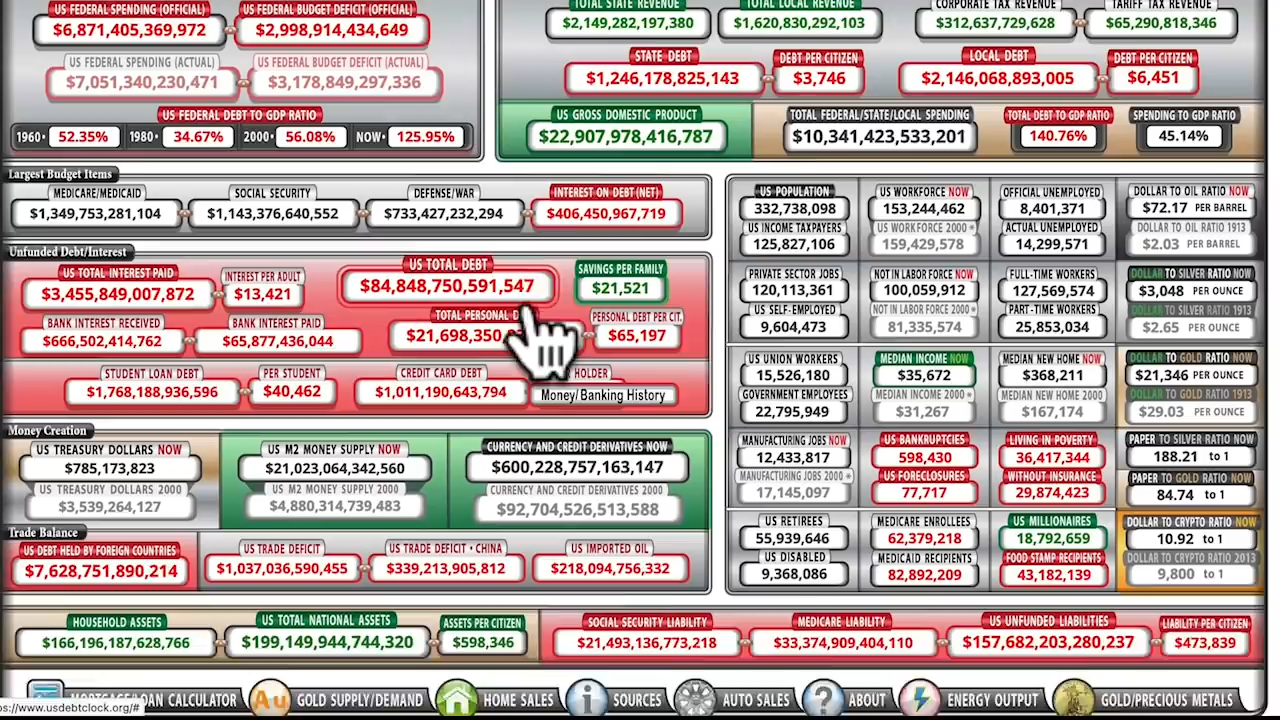 US FEDERAL SPENDING (OFFICIAL) US FEDERAL BUDGET DEFICIT (OFFICIAL)
$6,871,405,369,972 $2,998,914,434,649
US FEDERAL SPENDING (ACTUAL) US FEDERAL BUDGET DEFICIT (ACTUAL)
$7,051,340,230,471 $3,178,849,297,336
US FEDERAL DEBT TO GDP RATIO
1960• 52.35% 1980• 34.67% 2000• 56.08% NOW• 125.95%
TOTAL STATE REVENUE TOTAL LOCAL REVENUE CORPORATE TAX REVENUE TARIFF TAX REVENUE
$2,149,282,197,380 $1,620,830,292,103 $312,637,729,628 $65,290,818,346
STATE DEBT DEBT PER CITIZEN LOCAL DEBT DEBT PER CITIZEN
$1,246,178,825,143 $3,746 $2,146,068,893,005 $6,451
US GROSS DOMESTIC PRODUCT TOTAL FEDERAL/STATE/LOCAL SPENDING TOTAL DEBT TO GDP RATIO SPENDING TO GDP RATIO
$22,907,978,416,787 $10,341,423,533,201 140.76% 45.14%
Largest Budget Items
MEDICARE/MEDICAID SOCIAL SECURITY DEFENSE/WAR INTEREST ON DEBT (NET)
$1,349,753,281,104 $1,143,376,640,552 $733,427,232,294 $406,450,967,719
Unfunded Debt/Interest
US TOTAL INTEREST PAID INTEREST PER ADULT US TOTAL DEBT SAVINGS PER FAMILY
$3,455,849,007,872 $13,421 $84,848,750,591,547 $21,521
BANK INTEREST RECEIVED BANK INTEREST PAID TOTAL PERSONAL PERSONAL DEBT PER CIT.
$666,502,414,762 $65,877,436,044 $21,698,350, $65,197
STUDENT LOAN DEBT PER STUDENT CREDIT CARD DEBT HOLDER
$1,768,188,936,596 $40,462 $1,011,190,643,794 Money/Banking History
Money Creation
US TREASURY DOLLARS NOW US M2 MONEY SUPPLY NOW CURRENCY AND CREDIT DERIVATIVES NOW
$785,173,823 $21,023,064,342,560 $600,228,757,163,147
US TREASURY DOLLARS 2000 US M2 MONEY SUPPLY 2000 CURRENCY AND CREDIT DERIVATIVES 2000
$3,539,264,127 $4,880,314,739,483 $92,704,526,513,588
Trade Balance
US DEBT HELD BY FOREIGN COUNTRIES US TRADE DEFICIT US TRADE DEFICIT • CHINA US IMPORTED OIL
$7,628,751,890,214 $1,037,036,590,455 $339,213,905,812 $218,094,756,332
US POPULATION US WORKFORCE NOW OFFICIAL UNEMPLOYED DOLLAR TO OIL RATIO NOW
332,738,098 153,244,462 8,401,371 $72.17 PER BARREL
US INCOME TAXPAYERS US WORKFORCE 2000 ACTUAL UNEMPLOYED DOLLAR TO OIL RATIO 1913
125,827,106 159,429,578 14,299,571 $2.03 PER BARREL
PRIVATE SECTOR JOBS NOT IN LABOR FORCE NOW FULL-TIME WORKERS DOLLAR TO SILVER RATIO NOW
120,113,361 100,059,912 127,569,574 $3,048 PER OUNCE
US SELF-EMPLOYED NOT IN LABOR FORCE 2000 PART-TIME WORKERS DOLLAR TO SILVER RATIO 1913
9,604,473 81,335,574 25,853,034 $2.65 PER OUNCE
US UNION WORKERS MEDIAN INCOME NOW MEDIAN NEW HOME NOW DOLLAR TO GOLD RATIO NOW
15,526,180 $35,672 $368,211 $21,346 PER OUNCE
GOVERNMENT EMPLOYEES MEDIAN INCOME 2000 MEDIAN NEW HOME 2000 DOLLAR TO GOLD RATIO 1913
22,795,949 $31,267 $167,174 $29.03 PER OUNCE
MANUFACTURING JOBS NOW US BANKRUPTCIES LIVING IN POVERTY PAPER TO SILVER RATIO NOW
12,433,817 598,430 36,417,344 188.21 to 1
MANUFACTURING JOBS 2000 US FORECLOSURES WITHOUT INSURANCE PAPER TO GOLD RATIO NOW
17,145,097 77,717 29,874,423 84.74 to 1
US RETIREES MEDICARE ENROLLEES US MILLIONAIRES DOLLAR TO CRYPTO RATIO NOW
55,939,646 62,379,218 18,792,659 10.92 to 1
US DISABLED MEDICAID RECIPIENTS FOOD STAMP RECIPIENTS DOLLAR TO CRYPTO RATIO 2013
9,368,086 82,892,209 43,182,139 9,800 to 1
HOUSEHOLD ASSETS US TOTAL NATIONAL ASSETS ASSETS PER CITIZEN SOCIAL SECURITY LIABILITY MEDICARE LIABILITY US UNFUNDED LIABILITIES LIABILITY PER CITIZEN
$166,196,187,628,766 $199,149,944,744,320 $598,346 $21,493,136,773,218 $33,374,909,404,110 $157,682,203,280,237 $473,839
MORTGAGE/LOAN CALCULATOR Au GOLD SUPPLY/DEMAND HOME SALES i SOURCES AUTO SALES ? ABOUT ENERGY OUTPUT GOLD/PRECIOUS METALS
ps://www.usdebtclock.org/#